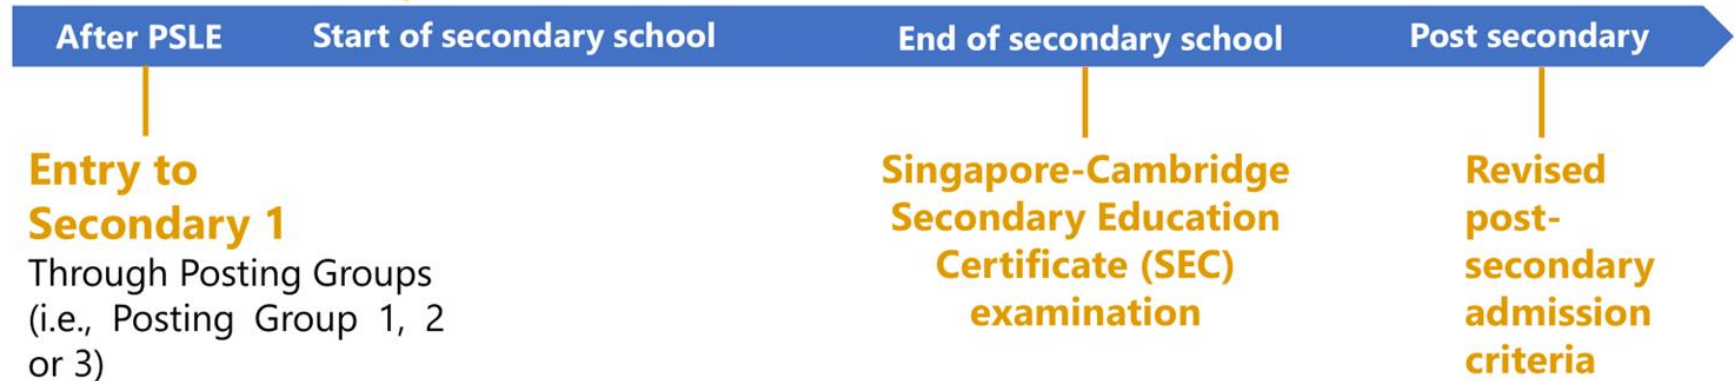 After PSLE
Start of secondary school
End of secondary school
Post secondary
Entry to
Secondary 1
Through Posting Groups
(i.e., Posting Group 1, 2
or 3)
Singapore-Cambridge
Secondary Education
Certificate (SEC)
examination
Revised
post-
secondary
admission
criteria